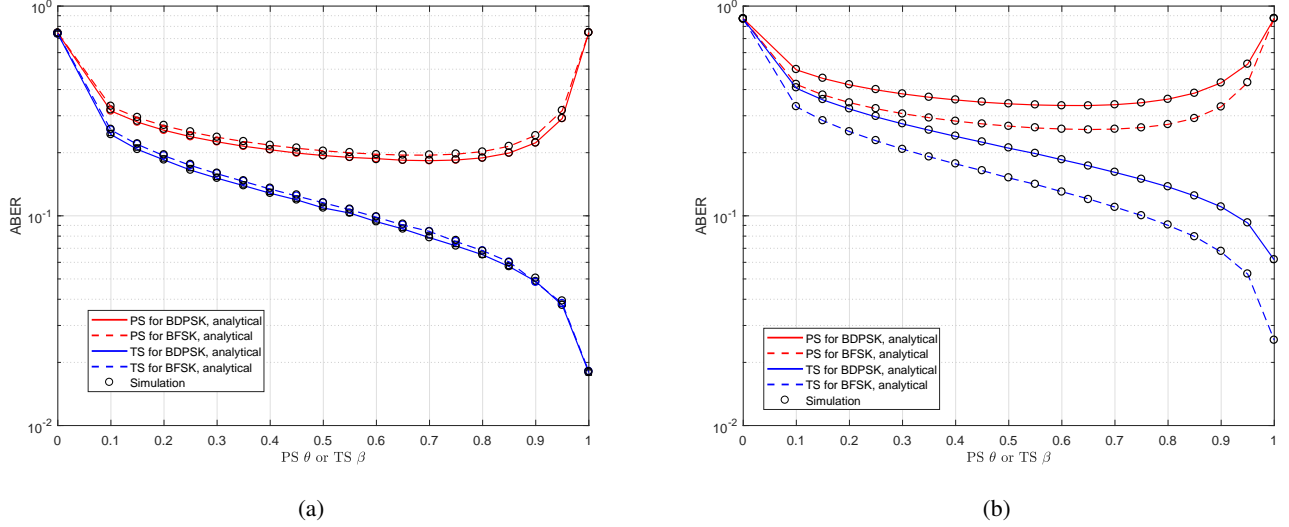 10⁰
10⁻¹
10⁻²
ABER
PS for BDPSK, analytical
PS for BFSK, analytical
TS for BDPSK, analytical
TS for BFSK, analytical
Simulation
0 0.1 0.2 0.3 0.4 0.5 0.6 0.7 0.8 0.9 1
PS θ or TS β
(a)
10⁰
10⁻¹
10⁻²
ABER
PS for BDPSK, analytical
PS for BFSK, analytical
TS for BDPSK, analytical
TS for BFSK, analytical
Simulation
0 0.1 0.2 0.3 0.4 0.5 0.6 0.7 0.8 0.9 1
PS θ or TS β
(b)